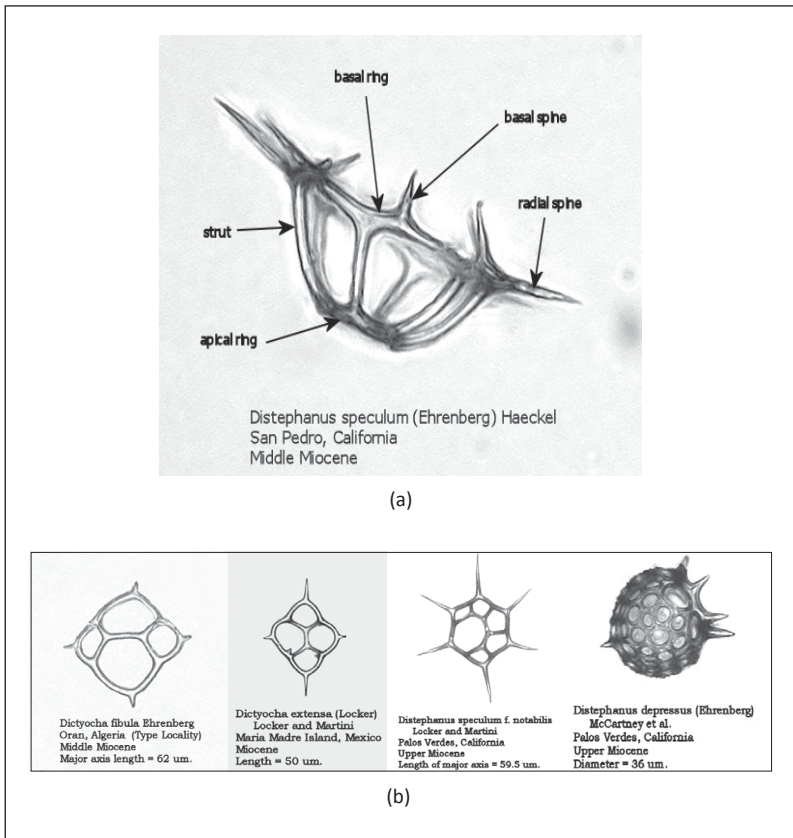 basal ring
basal spine
radial spine
strut
apical ring
Distephanus speculum (Ehrenberg) Haeckel
San Pedro, California
Middle Miocene
(a)
Dictyocha fibula Ehrenberg
Oran, Algeria (Type Locality)
Middle Miocene
Major axis length = 62 um.
Dictyocha extensa (Locker)
Locker and Martini
Maria Madre Island, Mexico
Miocene
Length = 50 um.
Distephanus speculum f. notabilis
Locker and Martini
Palos Verdes, California
Upper Miocene
Length of major axis = 59.5 um.
Distephanus depressus (Ehrenberg)
McCartney et al.
Palos Verdes, California
Upper Miocene
Diameter = 36 um.
(b)